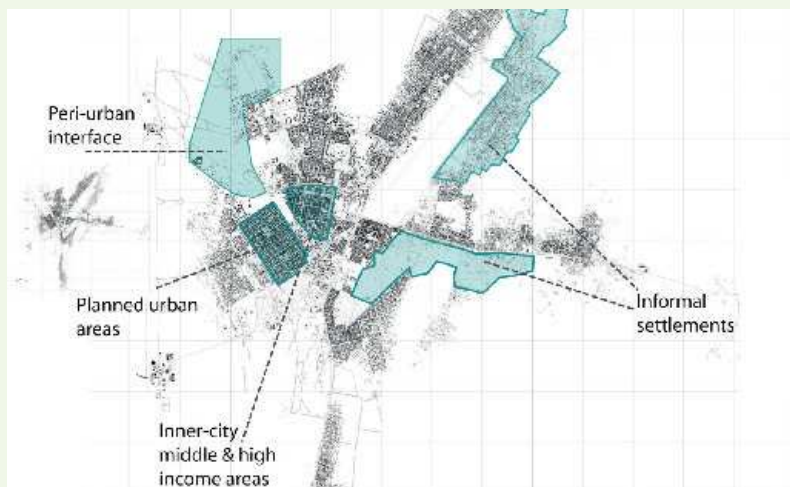 Peri-urban
interface
Planned urban
areas
Informal
settlements
Inner-city
middle & high
income areas